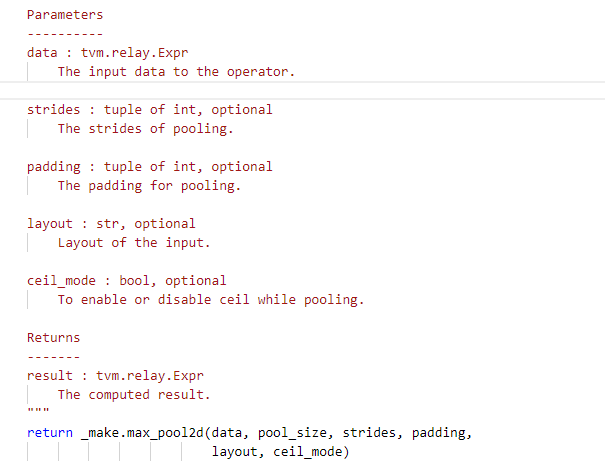 Parameters
----------
data : tvm.relay.Expr
The input data to the operator.
strides : tuple of int, optional
The strides of pooling.
padding : tuple of int, optional
The padding for pooling.
layout : str, optional
Layout of the input.
ceil_mode : bool, optional
To enable or disable ceil while pooling.
Returns
-------
result : tvm.relay.Expr
The computed result.
"""
return _make.max_pool2d(data, pool_size, strides, padding,
layout, ceil_mode)